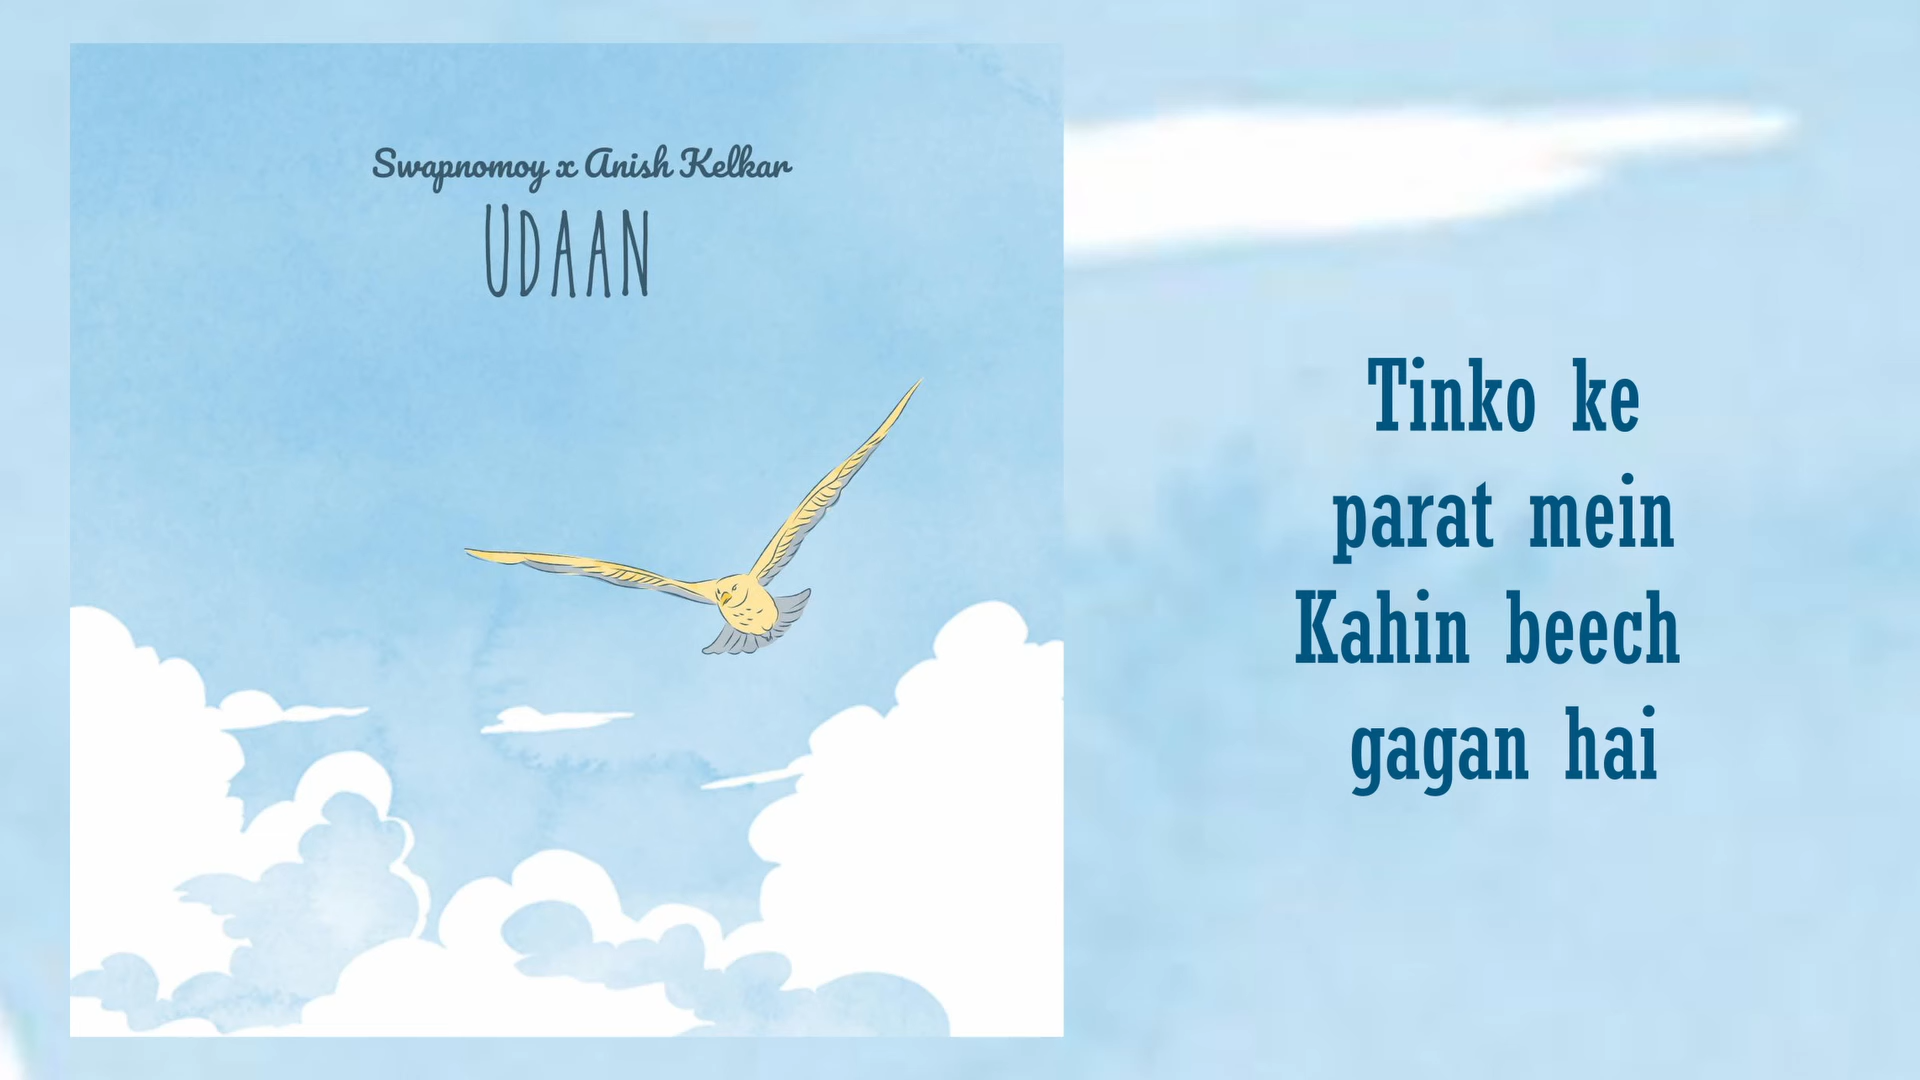 Swapnomoy x Anish Kelkar
UDAAN
Tinko ke
parat mein
Kahin beech
gagan hai